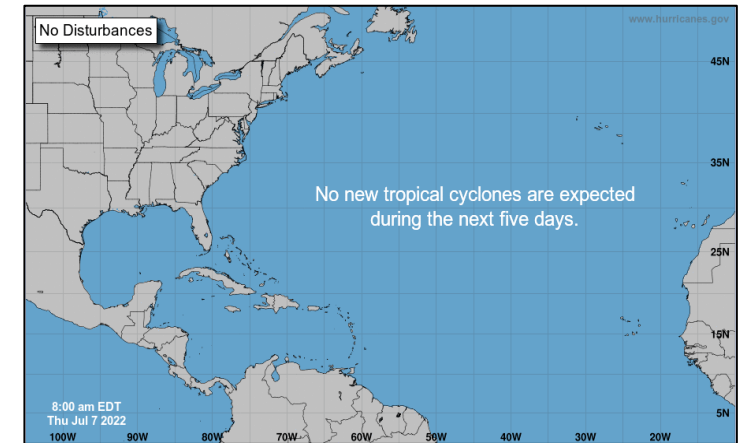 No Disturbances
www.hurricanes.gov
45N
35N
No new tropical cyclones are expected
during the next five days.
25N
15N
8:00 am EDT
Thu Jul 7 2022
5N
100W 90W 80W 70W 60W 50W 40W 30W 20W